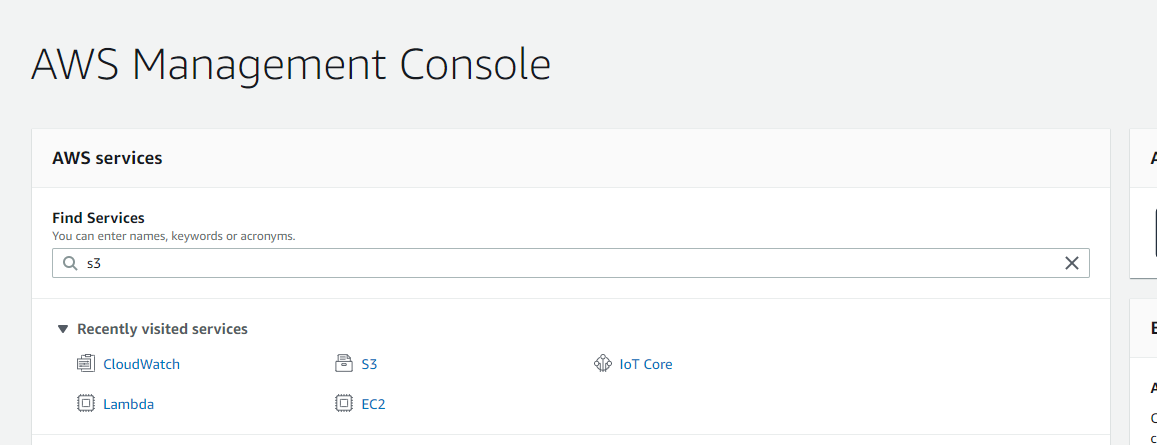 AWS Management Console
AWS services
Find Services
You can enter names, keywords or acronyms.
s3
Recently visited services
CloudWatch
S3
IoT Core
Lambda
EC2